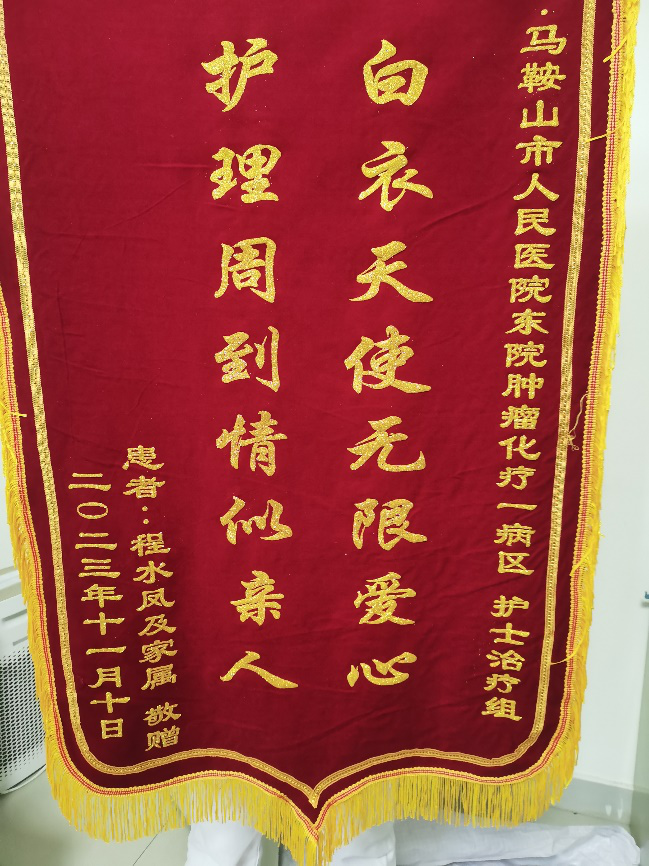 马鞍山市人民医院东院肿瘤化疗一病区 护士治疗组
白衣天使无限爱心
护理周到情似亲人
患者：程水凤及家属 敬赠
二〇二三年十一月十日